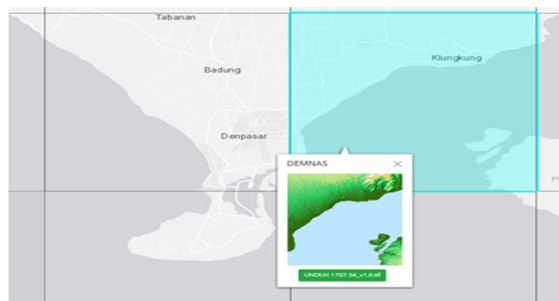 Tabanan
Klungkung
Badung
Denpasar
DEMNAS
UNDUH 1707-34_v1.0.tif